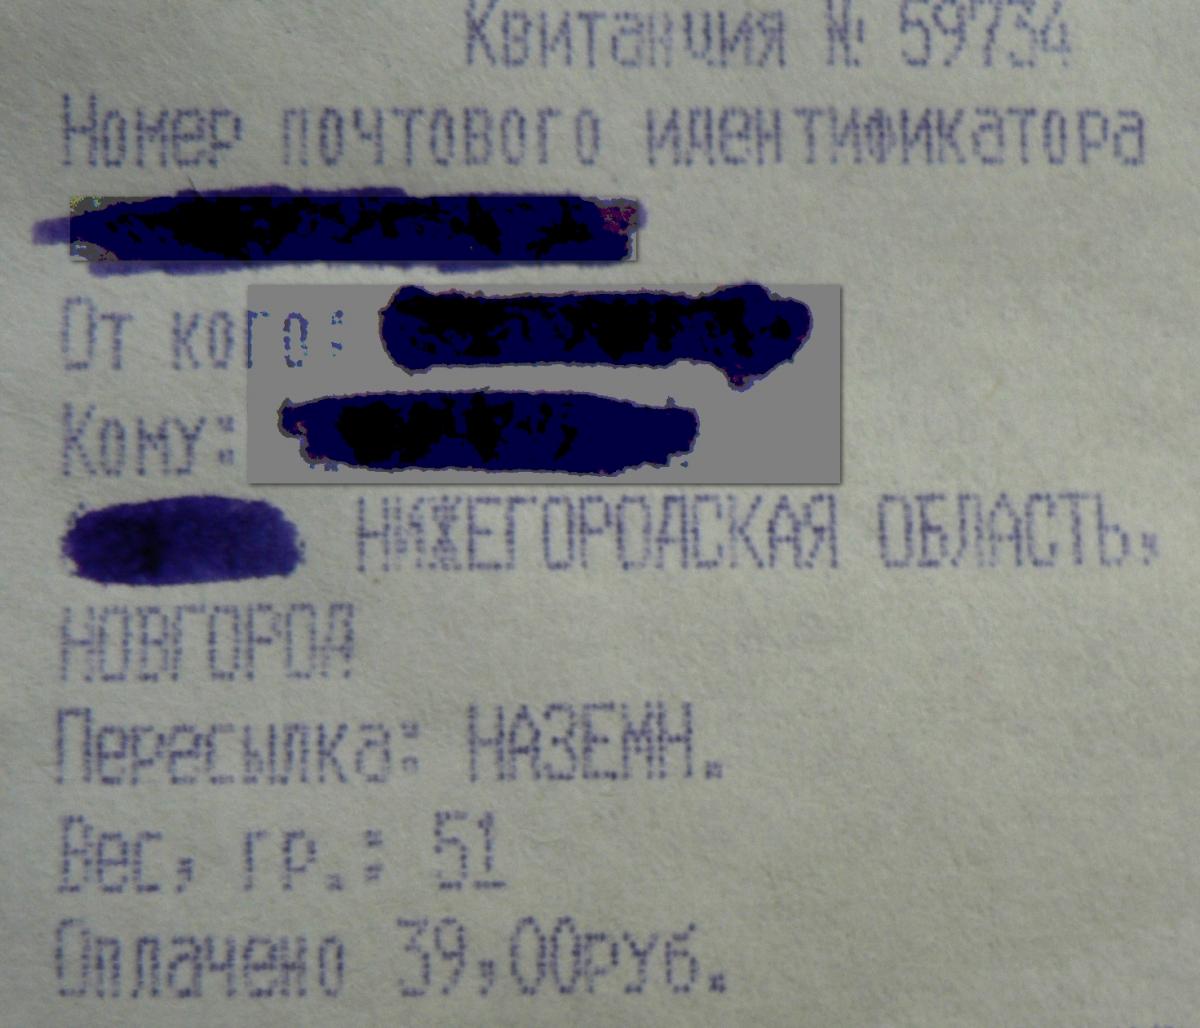 Квитанция № 59734
Номер почтового идентификатора
От кого:
Кому:
НИЖЕГОРОДСКАЯ ОБЛАСТЬ,
НОВГОРОД
Пересылка: НАЗЕМН.
Вес, гр.: 51
Оплачено 39,00руб.